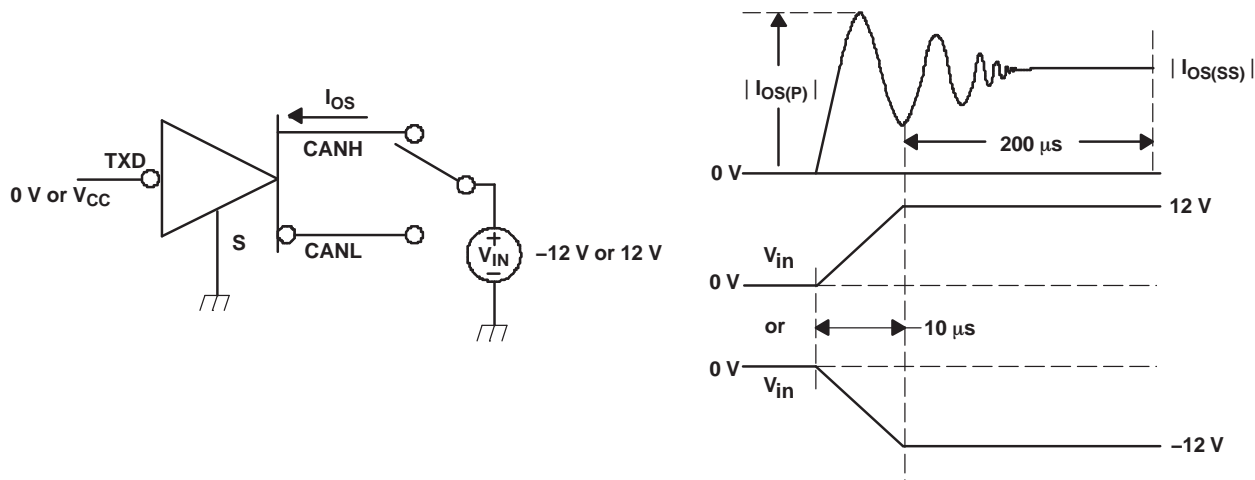 I_OS
CANH
TXD
0 V or V_CC
S
CANL
V_IN
+
–
–12 V or 12 V
| I_OS(P) |
| I_OS(SS) |
200 μs
0 V
12 V
V_in
0 V
or
10 μs
0 V
V_in
–12 V